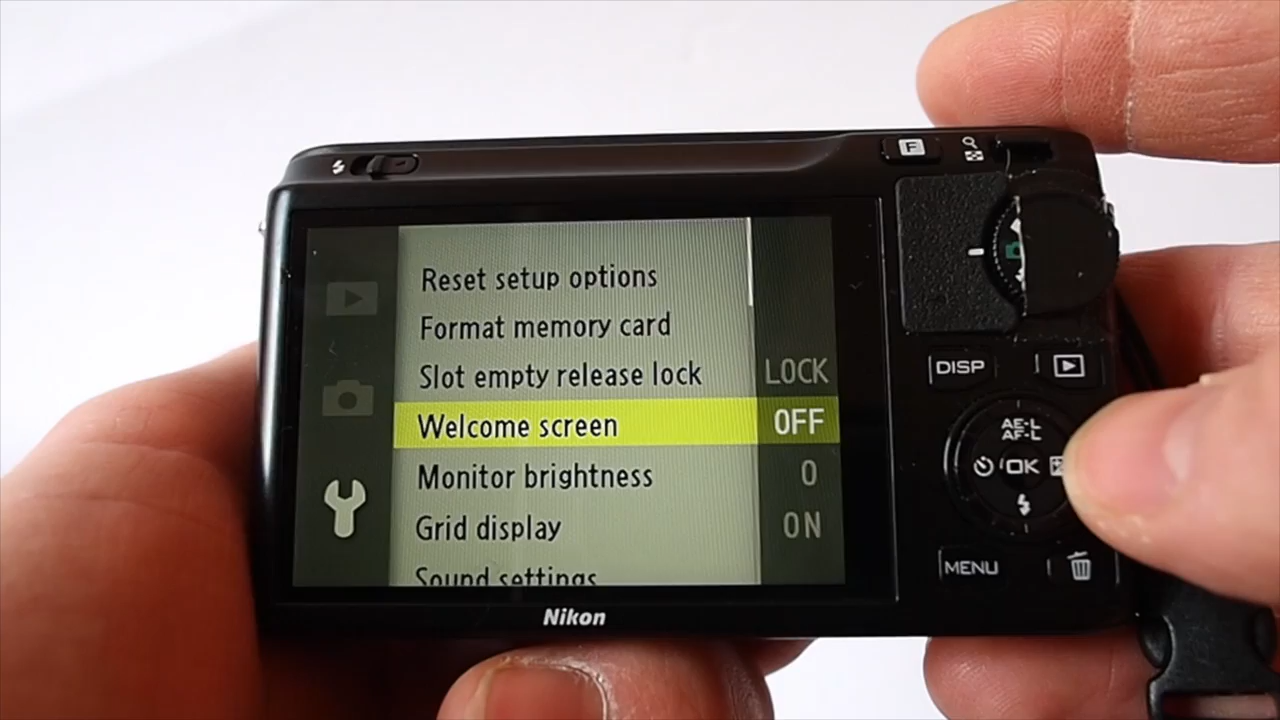 F
Reset setup options
Format memory card
Slot empty release lock LOCK
Welcome screen OFF
Monitor brightness 0
Grid display ON
Sound settings
DISP
AE-L
AF-L
OK
MENU
Nikon